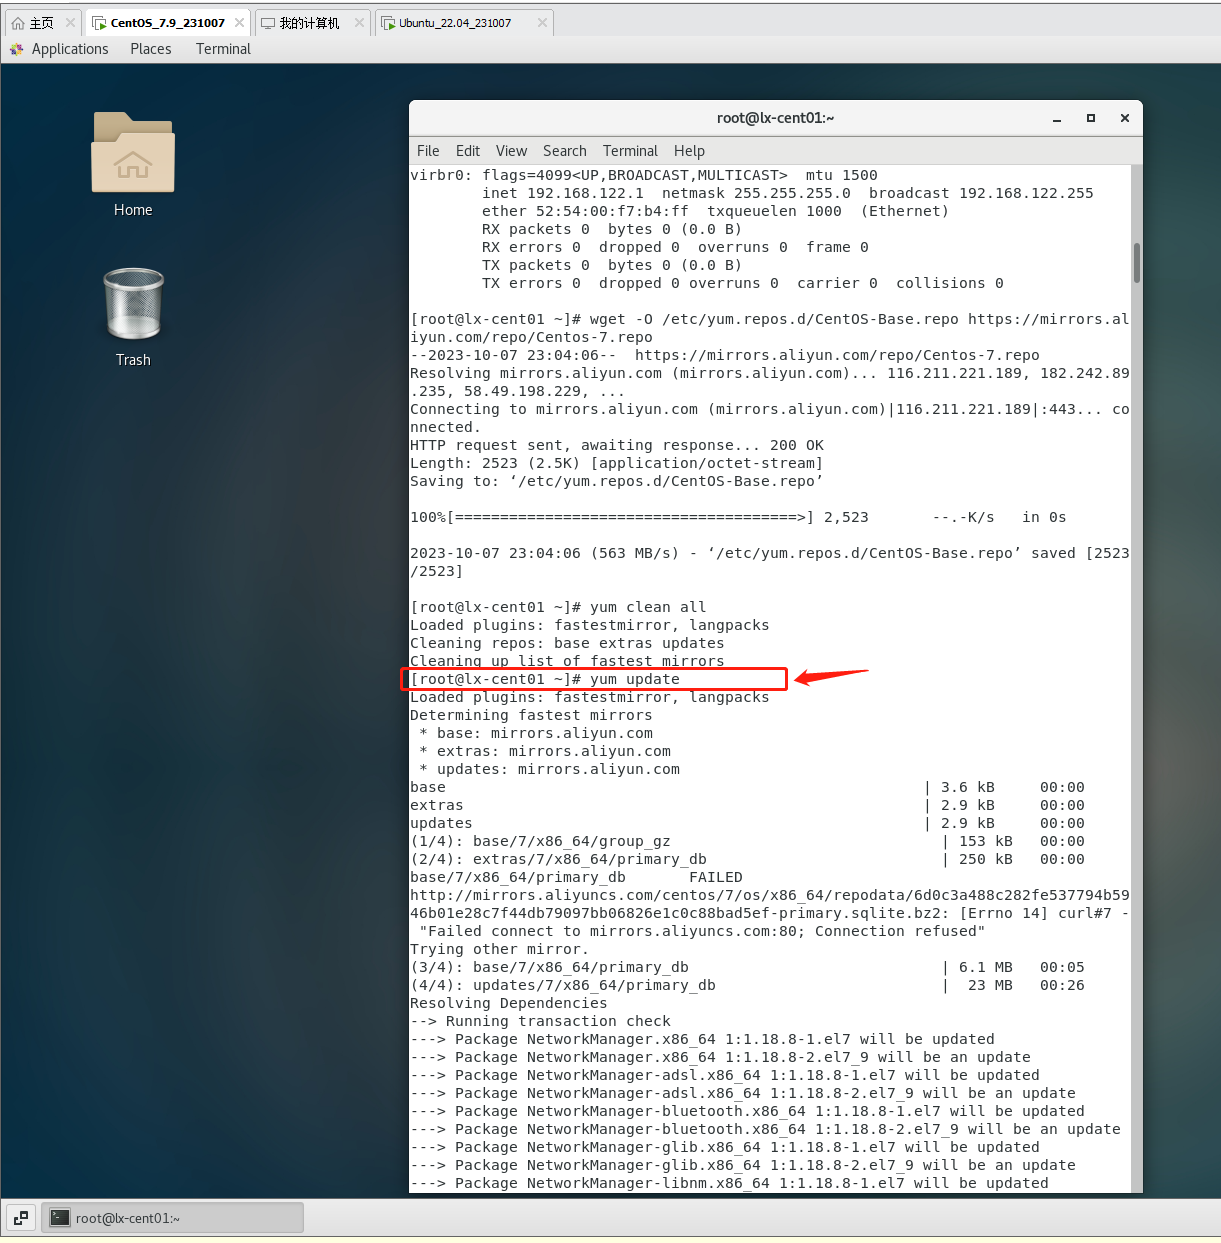 主页
CentOS_7.9_231007
我的计算机
Ubuntu_22.04_231007
Applications Places Terminal
Home
Trash
root@lx-cent01:~
File Edit View Search Terminal Help
virbr0: flags=4099<UP,BROADCAST,MULTICAST>  mtu 1500
        inet 192.168.122.1  netmask 255.255.255.0  broadcast 192.168.122.255
        ether 52:54:00:f7:b4:ff  txqueuelen 1000  (Ethernet)
        RX packets 0  bytes 0 (0.0 B)
        RX errors 0  dropped 0  overruns 0  frame 0
        TX packets 0  bytes 0 (0.0 B)
        TX errors 0  dropped 0 overruns 0  carrier 0  collisions 0
[root@lx-cent01 ~]# wget -O /etc/yum.repos.d/CentOS-Base.repo https://mirrors.al
iyun.com/repo/Centos-7.repo
--2023-10-07 23:04:06--  https://mirrors.aliyun.com/repo/Centos-7.repo
Resolving mirrors.aliyun.com (mirrors.aliyun.com)... 116.211.221.189, 182.242.89
.235, 58.49.198.229, ...
Connecting to mirrors.aliyun.com (mirrors.aliyun.com)|116.211.221.189|:443... co
nnected.
HTTP request sent, awaiting response... 200 OK
Length: 2523 (2.5K) [application/octet-stream]
Saving to: ‘/etc/yum.repos.d/CentOS-Base.repo’
100%[======================================>] 2,523       --.-K/s   in 0s
2023-10-07 23:04:06 (563 MB/s) - ‘/etc/yum.repos.d/CentOS-Base.repo’ saved [2523
/2523]
[root@lx-cent01 ~]# yum clean all
Loaded plugins: fastestmirror, langpacks
Cleaning repos: base extras updates
Cleaning up list of fastest mirrors
[root@lx-cent01 ~]# yum update
Loaded plugins: fastestmirror, langpacks
Determining fastest mirrors
 * base: mirrors.aliyun.com
 * extras: mirrors.aliyun.com
 * updates: mirrors.aliyun.com
base                                                     | 3.6 kB     00:00
extras                                                   | 2.9 kB     00:00
updates                                                  | 2.9 kB     00:00
(1/4): base/7/x86_64/group_gz                              | 153 kB   00:00
(2/4): extras/7/x86_64/primary_db                          | 250 kB   00:00
base/7/x86_64/primary_db       FAILED
http://mirrors.aliyuncs.com/centos/7/os/x86_64/repodata/6d0c3a488c282fe537794b59
46b01e28c7f44db79097bb06826e1c0c88bad5ef-primary.sqlite.bz2: [Errno 14] curl#7 -
 "Failed connect to mirrors.aliyuncs.com:80; Connection refused"
Trying other mirror.
(3/4): base/7/x86_64/primary_db                            | 6.1 MB   00:05
(4/4): updates/7/x86_64/primary_db                         |  23 MB   00:26
Resolving Dependencies
--> Running transaction check
---> Package NetworkManager.x86_64 1:1.18.8-1.el7 will be updated
---> Package NetworkManager.x86_64 1:1.18.8-2.el7_9 will be an update
---> Package NetworkManager-adsl.x86_64 1:1.18.8-1.el7 will be updated
---> Package NetworkManager-adsl.x86_64 1:1.18.8-2.el7_9 will be an update
---> Package NetworkManager-bluetooth.x86_64 1:1.18.8-1.el7 will be updated
---> Package NetworkManager-bluetooth.x86_64 1:1.18.8-2.el7_9 will be an update
---> Package NetworkManager-glib.x86_64 1:1.18.8-1.el7 will be updated
---> Package NetworkManager-glib.x86_64 1:1.18.8-2.el7_9 will be an update
---> Package NetworkManager-libnm.x86_64 1:1.18.8-1.el7 will be updated
root@lx-cent01:~